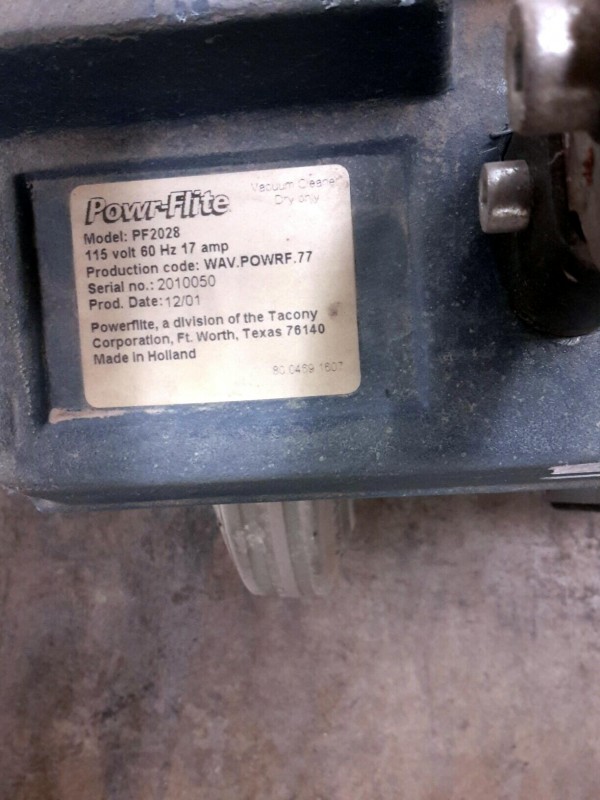 Powr-Flite
Vacuum Cleaner
Dry only
Model: PF2028
115 volt 60 Hz 17 amp
Production code: WAV.POWRF.77
Serial no.: 2010050
Prod. Date: 12/01
Powerflite, a division of the Tacony
Corporation, Ft. Worth, Texas 76140
Made in Holland
80.0469.1607